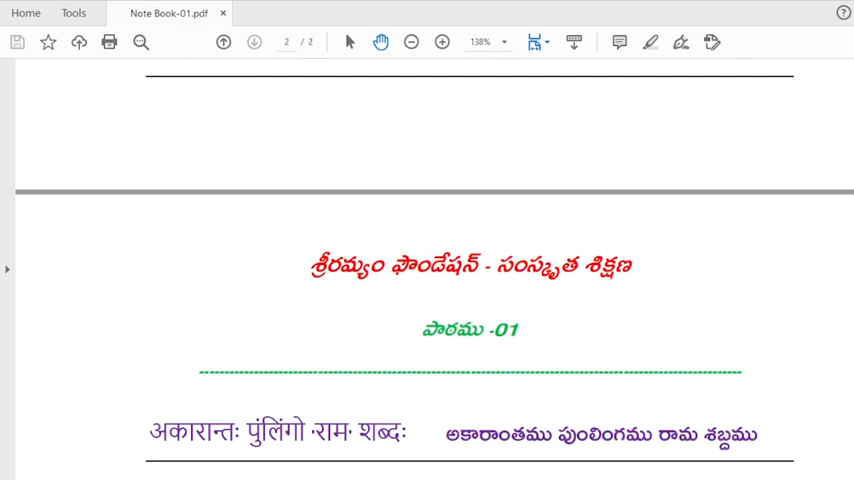 Home Tools Note Book-01.pdf ×
2 / 2 138%
శ్రీరమ్యం ఫౌండేషన్ - సంస్కృత శిక్షణ
పాఠము -01
अकारान्तः पुंलिंगो ·राम· शब्दः అకారాంతము పుంలింగము రామ శబ్దము